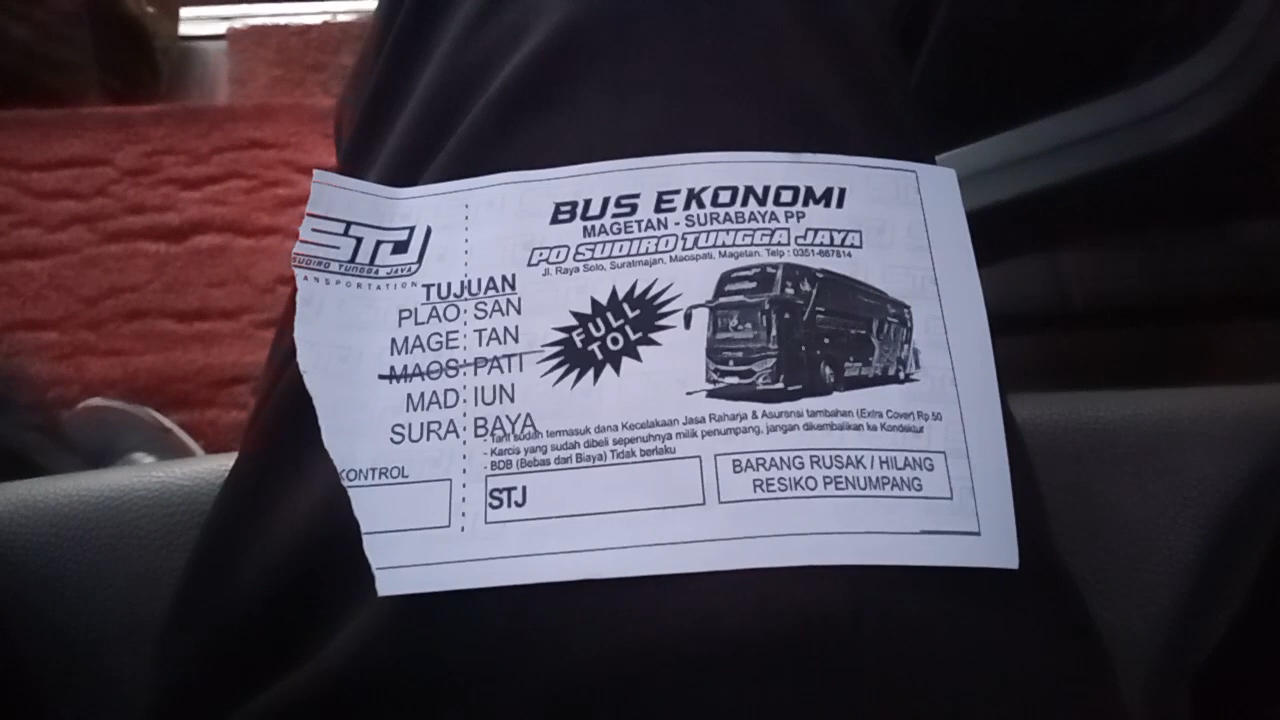 STJ
SUDIRO TUNGGA JAYA
ANSPORTATION
TUJUAN
PLAO SAN
MAGE TAN
MAOS PATI
MAD IUN
SURA BAYA
KONTROL
BUS EKONOMI
MAGETAN - SURABAYA PP
PO SUDIRO TUNGGA JAYA
Jl. Raya Solo, Suratmajan, Maospati, Magetan. Telp : 0351-867814
FULL
TOL
- Tarif sudah termasuk dana Kecelakaan Jasa Raharja & Asuransi tambahan (Extra Cover) Rp.50
- Karcis yang sudah dibeli sepenuhnya milik penumpang, jangan dikembalikan ke Kondektur
- BDB (Bebas dari Biaya) Tidak berlaku
STJ
BARANG RUSAK / HILANG
RESIKO PENUMPANG